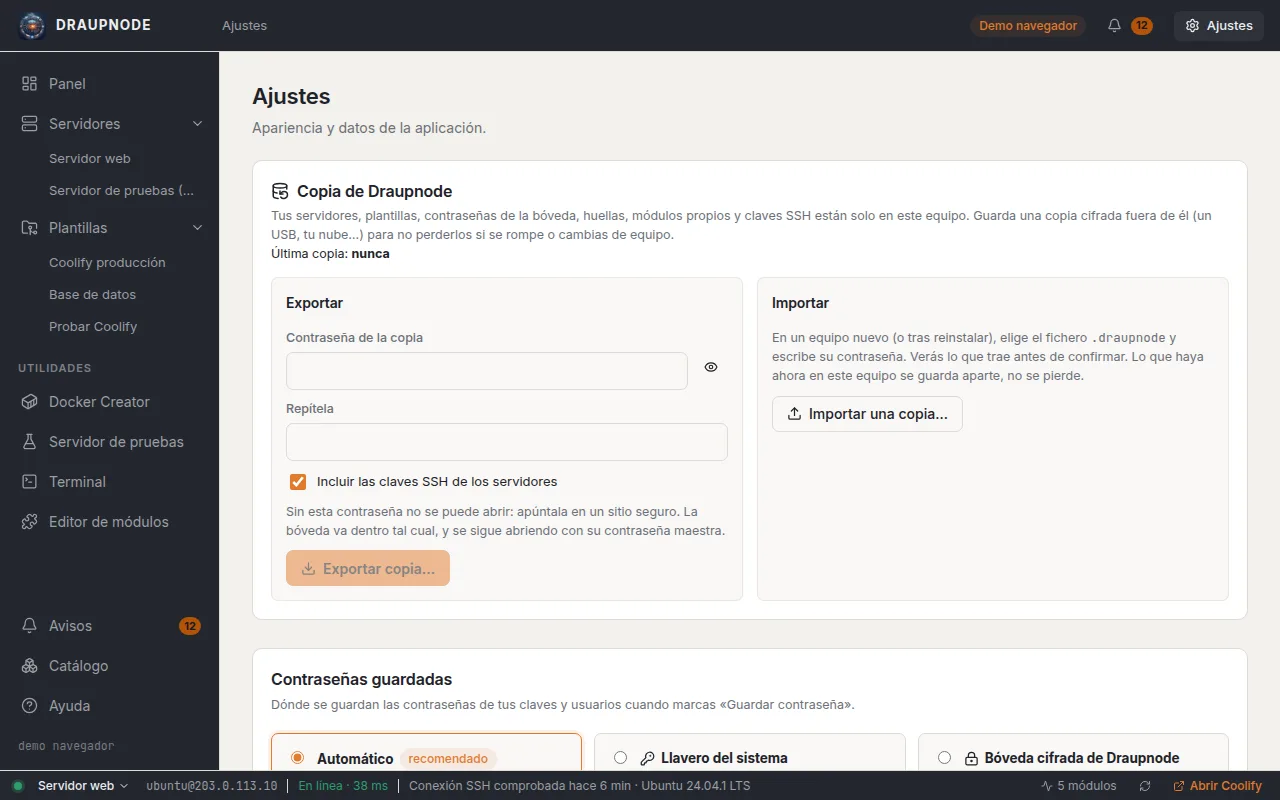 DRAUPNODE
Ajustes
Demo navegador
12
Ajustes
Panel
Servidores
Servidor web
Servidor de pruebas (...
Plantillas
Coolify producción
Base de datos
Probar Coolify
UTILIDADES
Docker Creator
Servidor de pruebas
Terminal
Editor de módulos
Avisos
12
Catálogo
Ayuda
demo navegador
Ajustes
Apariencia y datos de la aplicación.
Copia de Draupnode
Tus servidores, plantillas, contraseñas de la bóveda, huellas, módulos propios y claves SSH están solo en este equipo. Guarda una copia cifrada fuera de él (un
USB, tu nube...) para no perderlos si se rompe o cambias de equipo.
Última copia: nunca
Exportar
Contraseña de la copia
Repítela
Incluir las claves SSH de los servidores
Sin esta contraseña no se puede abrir: apúntala en un sitio seguro. La
bóveda va dentro tal cual, y se sigue abriendo con su contraseña maestra.
Exportar copia...
Importar
En un equipo nuevo (o tras reinstalar), elige el fichero .draupnode y
escribe su contraseña. Verás lo que trae antes de confirmar. Lo que haya
ahora en este equipo se guarda aparte, no se pierde.
Importar una copia...
Contraseñas guardadas
Dónde se guardan las contraseñas de tus claves y usuarios cuando marcas «Guardar contraseña».
Automático recomendado
Llavero del sistema
Bóveda cifrada de Draupnode
Servidor web
ubuntu@203.0.113.10
En línea · 38 ms
Conexión SSH comprobada hace 6 min · Ubuntu 24.04.1 LTS
5 módulos
Abrir Coolify